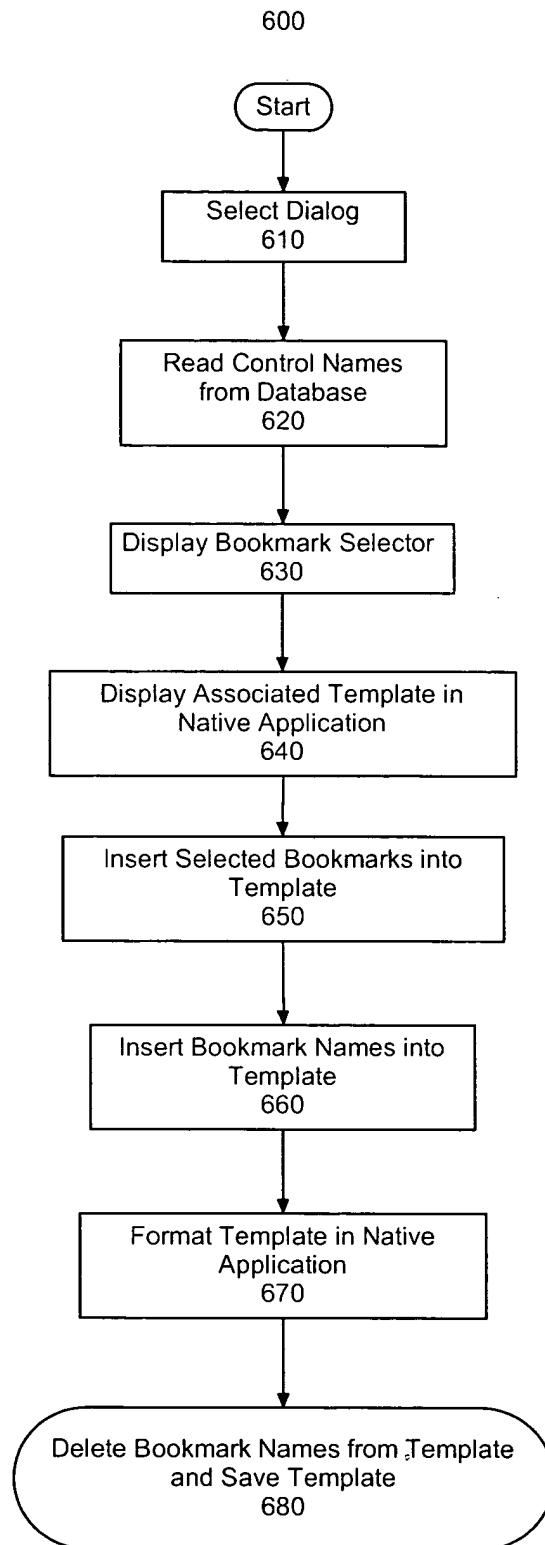 600
Start
Select Dialog
610
Read Control Names
from Database
620
Display Bookmark Selector
630
Display Associated Template in
Native Application
640
Insert Selected Bookmarks into
Template
650
Insert Bookmark Names into
Template
660
Format Template in Native
Application
670
Delete Bookmark Names from Template
and Save Template
680